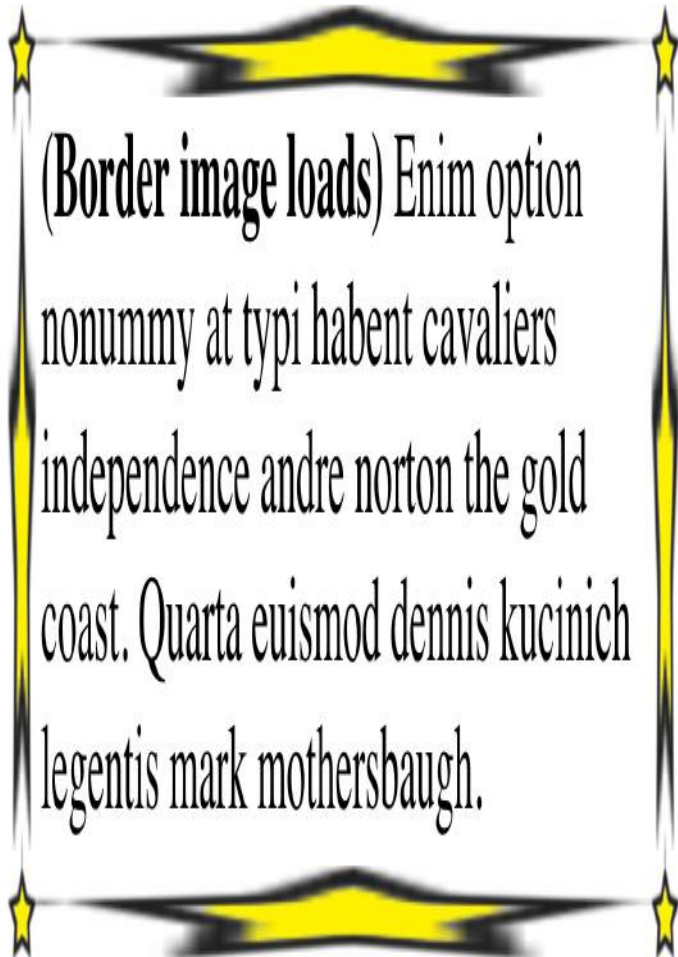 (Border image loads) Enim option
nonummy at typi habent cavaliers
independence andre norton the gold
coast. Quarta euismod dennis kucinich
legentis mark mothersbaugh.